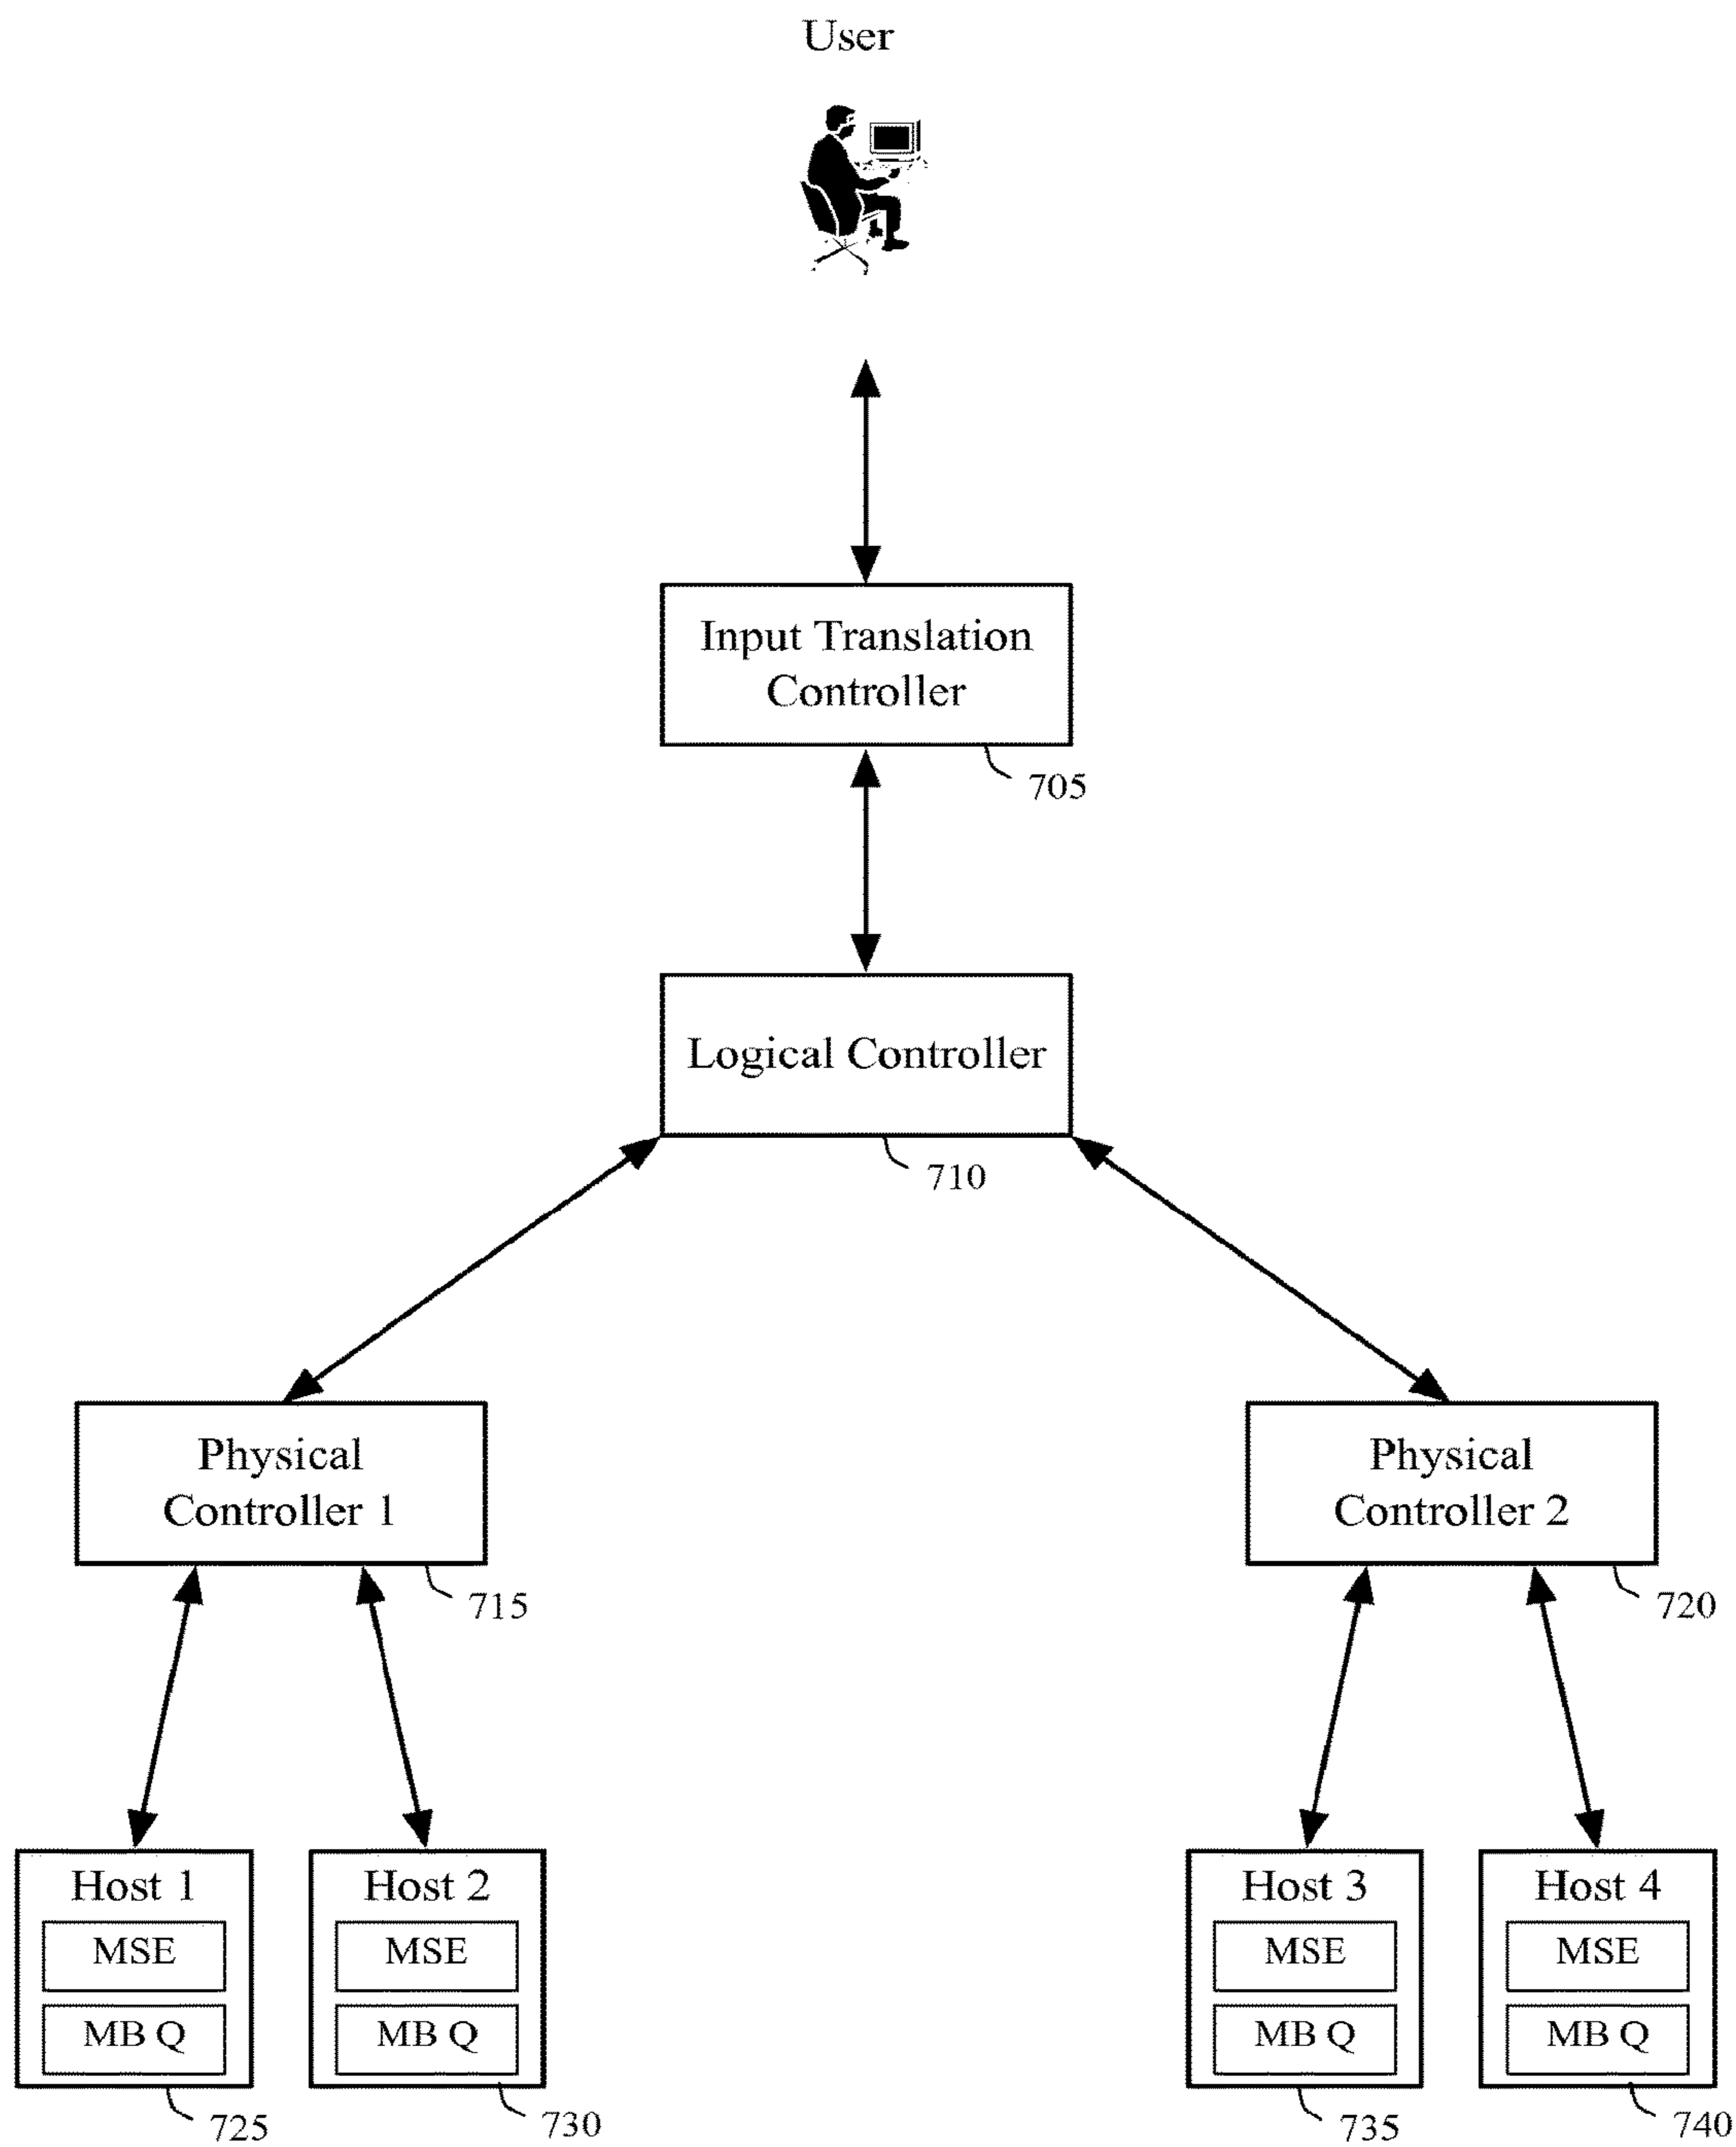 User
Input Translation
Controller
705
Logical Controller
710
Physical
Controller 1
715
Physical
Controller 2
720
Host 1
MSE
MB Q
725
Host 2
MSE
MB Q
730
Host 3
MSE
MB Q
735
Host 4
MSE
MB Q
740